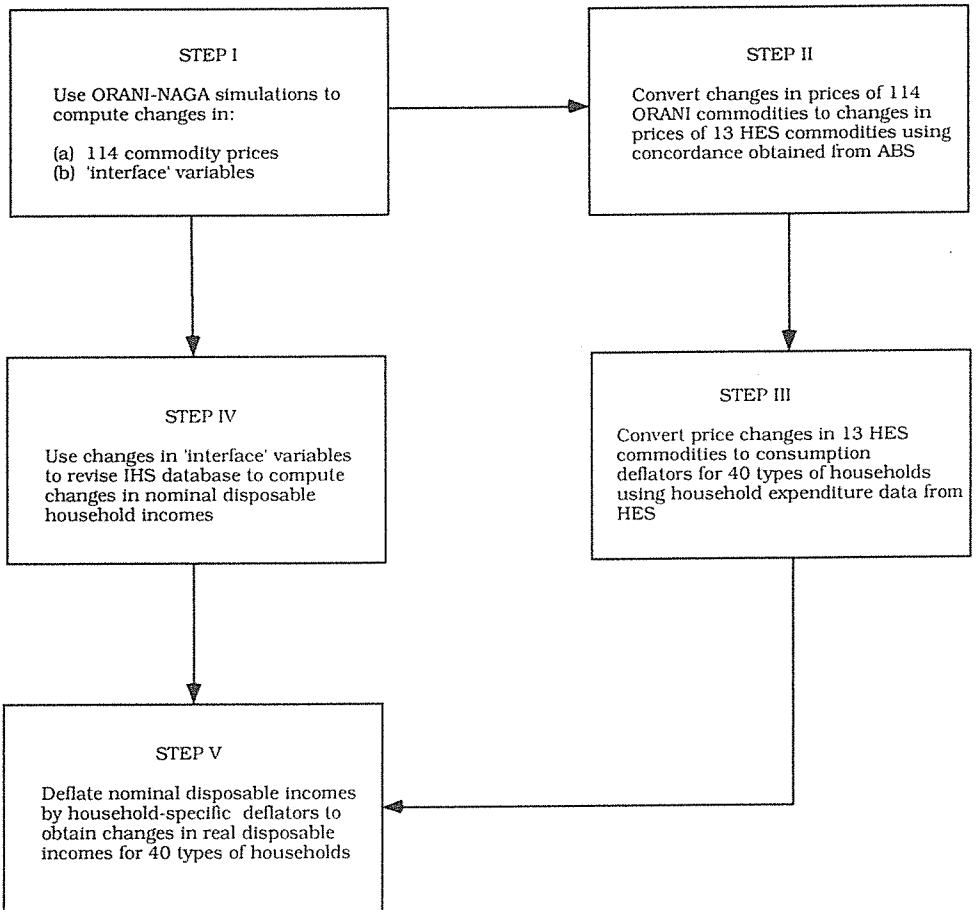 STEP I
Use ORANI-NAGA simulations to
compute changes in:
(a) 114 commodity prices
(b) 'interface' variables
STEP II
Convert changes in prices of 114
ORANI commodities to changes in
prices of 13 HES commodities using
concordance obtained from ABS
STEP III
Convert price changes in 13 HES
commodities to consumption
deflators for 40 types of households
using household expenditure data from
HES
STEP IV
Use changes in 'interface' variables
to revise IHS database to compute
changes in nominal disposable
household incomes
STEP V
Deflate nominal disposable incomes
by household-specific deflators to
obtain changes in real disposable
incomes for 40 types of households